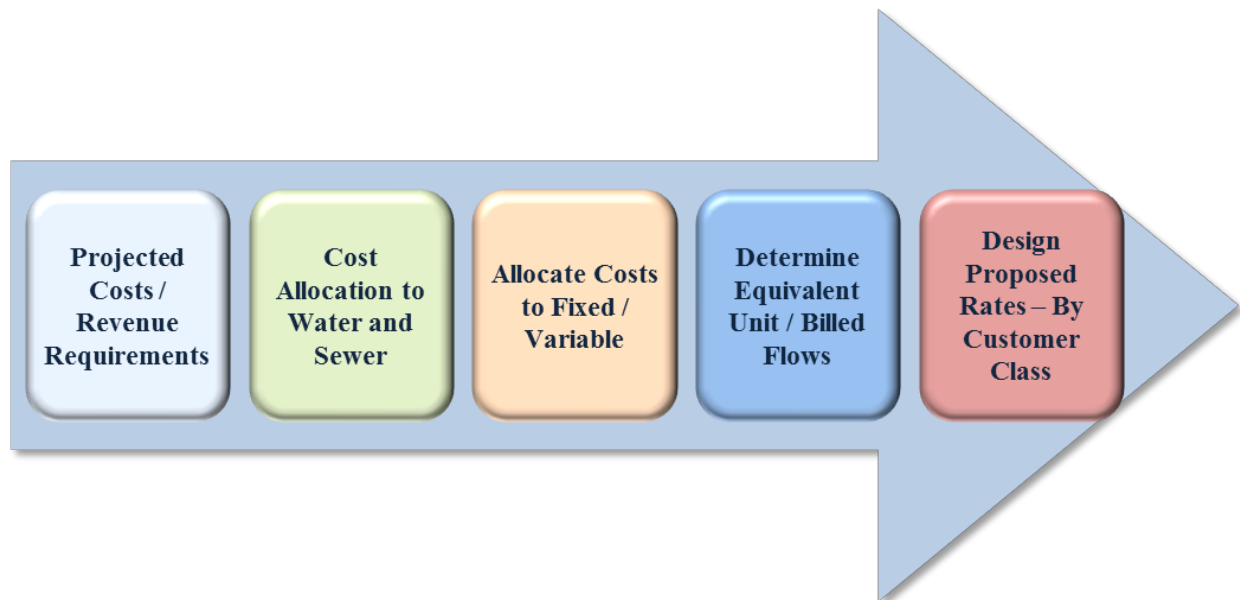 Projected
Costs /
Revenue
Requirements
Cost
Allocation to
Water and
Sewer
Allocate Costs
to Fixed /
Variable
Determine
Equivalent
Unit / Billed
Flows
Design
Proposed
Rates – By
Customer
Class